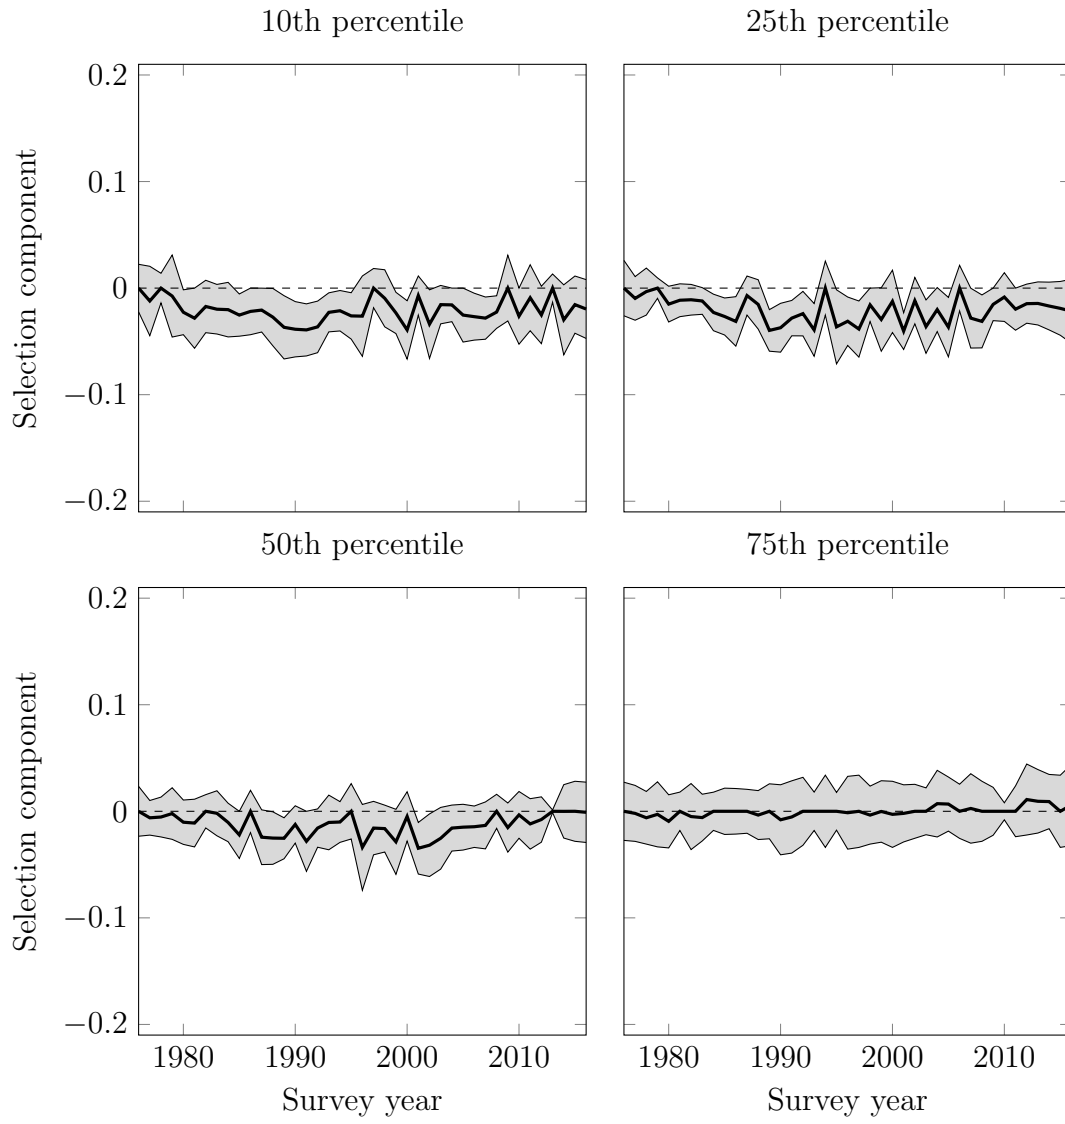 10th percentile
25th percentile
Selection component
0.2
0.1
0
−0.1
−0.2
50th percentile
75th percentile
Selection component
0.2
0.1
0
−0.1
−0.2
1980 1990 2000 2010
1980 1990 2000 2010
Survey year
Survey year